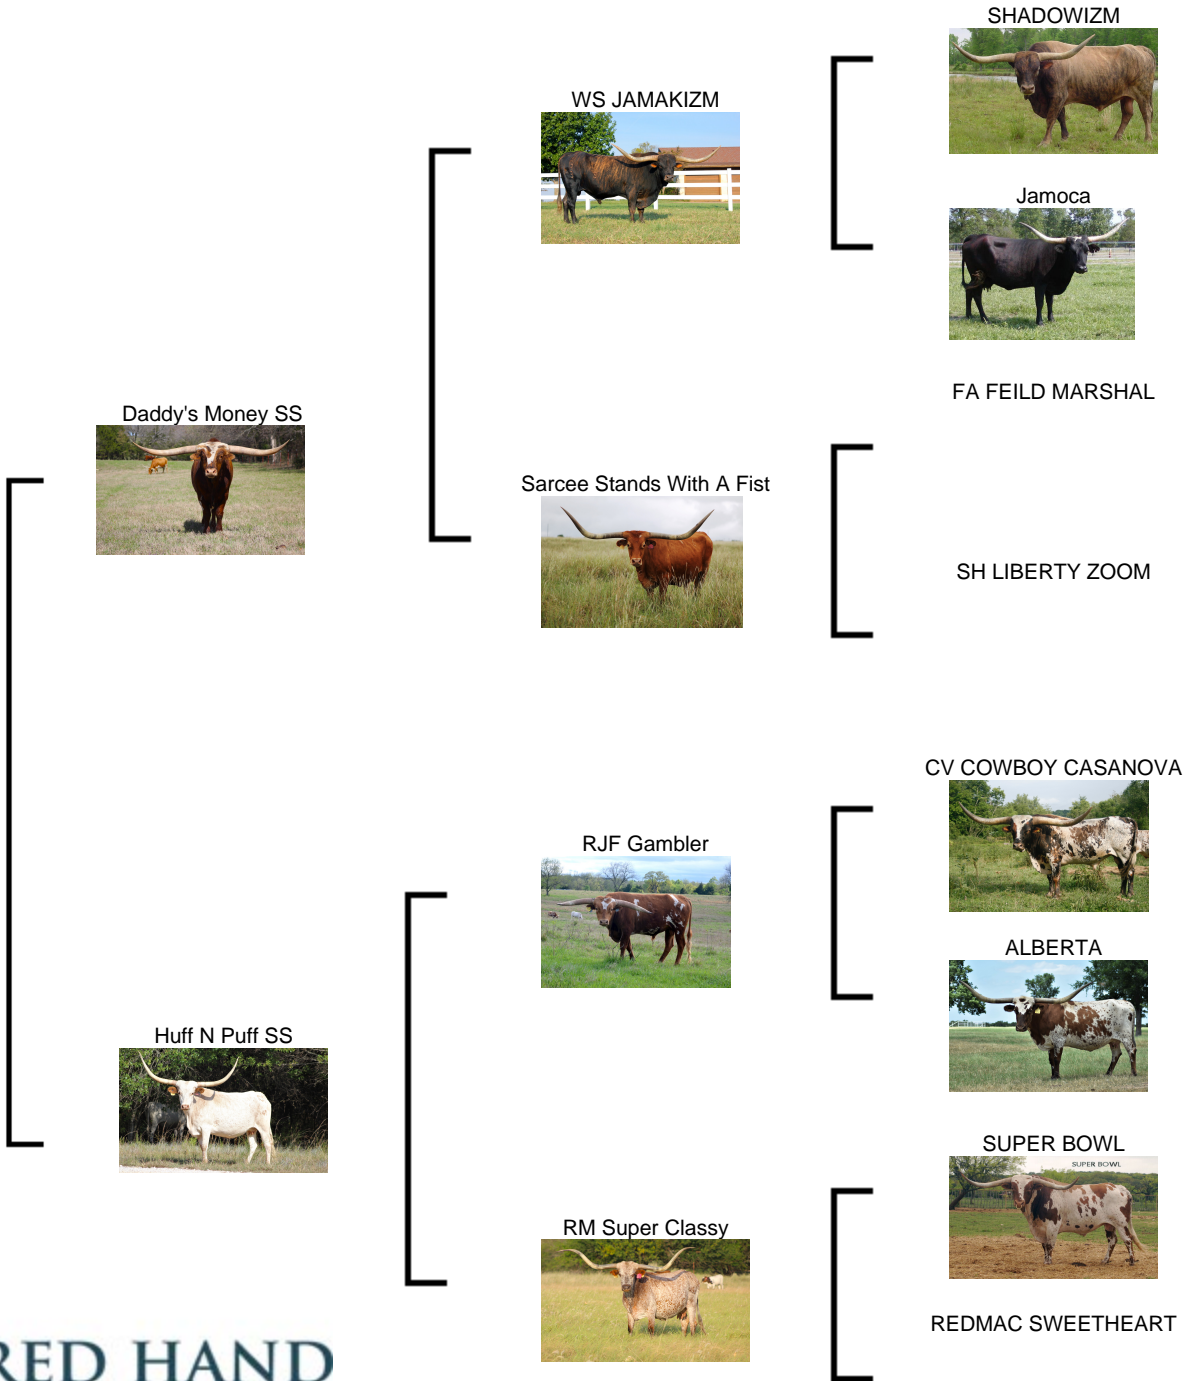 SHADOWIZM
WS JAMAKIZM
Jamoca
FA FEILD MARSHAL
Daddy's Money SS
Sarcee Stands With A Fist
SH LIBERTY ZOOM
CV COWBOY CASANOVA
RJF Gambler
ALBERTA
Huff N Puff SS
SUPER BOWL
SUPER BOWL
RM Super Classy
REDMAC SWEETHEART
RED HAND